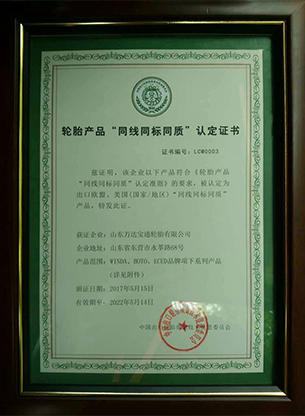 轮胎产品“同线同标同质”认定证书
证书编号：LCW0003
兹证明，该企业以下产品符合《轮胎产品
“同线同标同质”认定准则》的要求，被认定为
出口欧盟、美国(国家/地区)“同线同标同质”
产品，特发此证。
获证企业：山东万达宝通轮胎有限公司
企业地址：山东省东营市永莘路68号
产品范围：WINDA、BOTO、ECED品牌项下系列产品
（详见附件）
颁证日期：2017年5月15日
有效期至：2022年5月14日